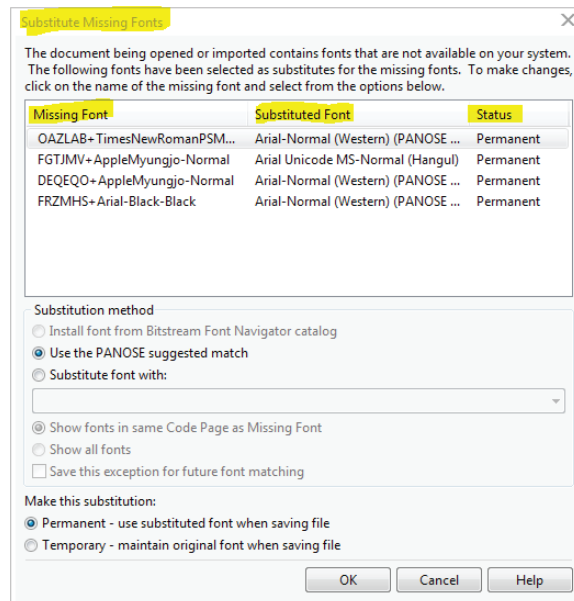 Substitute Missing Fonts
The document being opened or imported contains fonts that are not available on your system.
The following fonts have been selected as substitutes for the missing fonts. To make changes,
click on the name of the missing font and select from the options below.
Missing Font Substituted Font Status
OAZLAB+TimesNewRomanPSM... Arial-Normal (Western) (PANOSE ... Permanent
FGTJMV+AppleMyungjo-Normal Arial Unicode MS-Normal (Hangul) Permanent
DEQEQO+AppleMyungjo-Normal Arial-Normal (Western) (PANOSE ... Permanent
FRZMHS+Arial-Black-Black Arial-Normal (Western) (PANOSE ... Permanent
Substitution method
Install font from Bitstream Font Navigator catalog
Use the PANOSE suggested match
Substitute font with:
Show fonts in same Code Page as Missing Font
Show all fonts
Save this exception for future font matching
Make this substitution:
Permanent - use substituted font when saving file
Temporary - maintain original font when saving file
OK Cancel Help